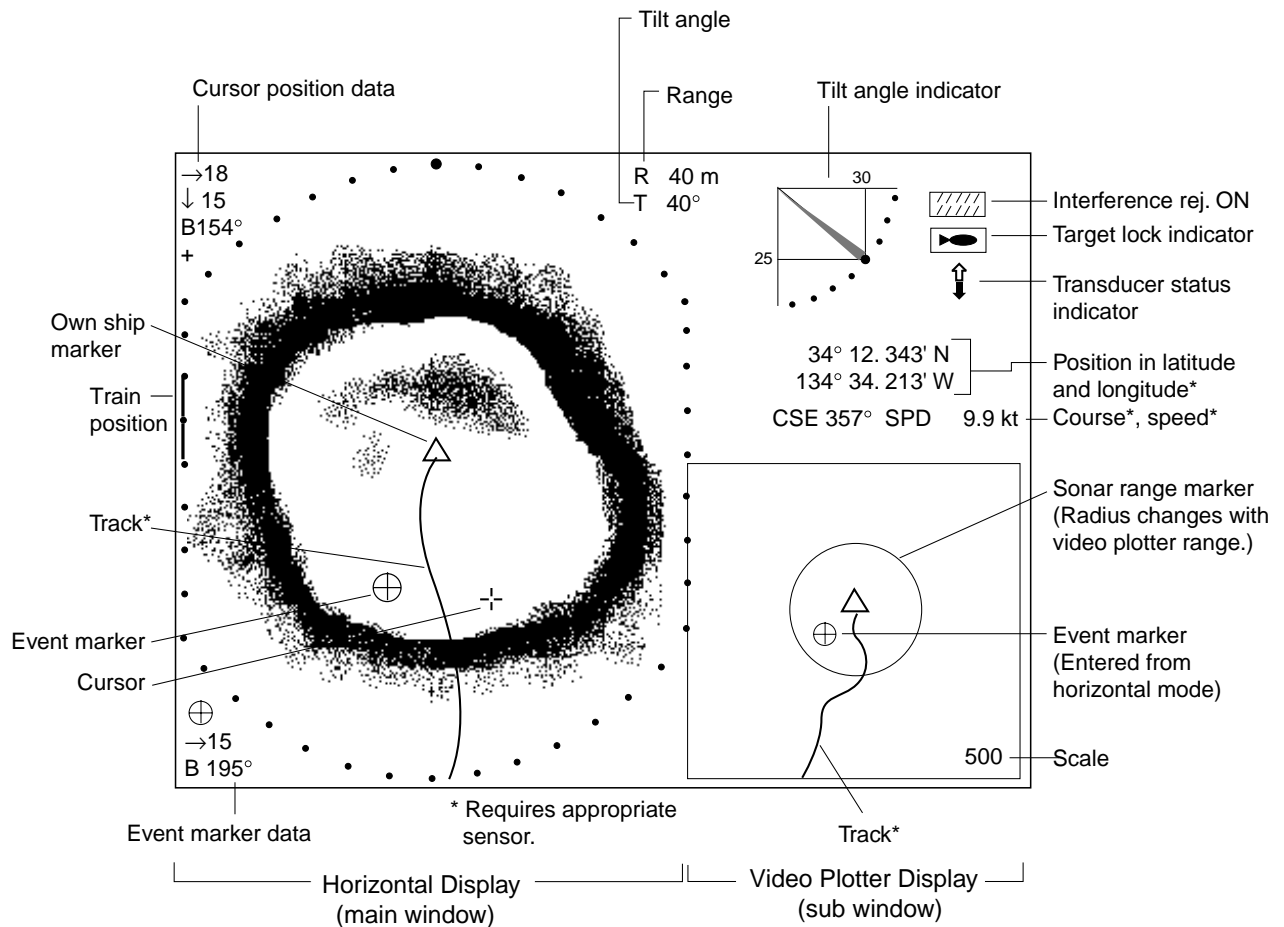 Tilt angle
Cursor position data
Range
Tilt angle indicator
→18
↓ 15
B154°
R 40 m
T 40°
30
25
Interference rej. ON
Target lock indicator
Transducer status
indicator
Own ship
marker
Train
position
34° 12. 343' N
134° 34. 213' W
Position in latitude
and longitude*
CSE 357° SPD 9.9 kt
Course*, speed*
Track*
Sonar range marker
(Radius changes with
video plotter range.)
Event marker
Cursor
Event marker
(Entered from
horizontal mode)
→15
B 195°
500
Scale
Event marker data
* Requires appropriate
sensor.
Track*
Horizontal Display
(main window)
Video Plotter Display
(sub window)